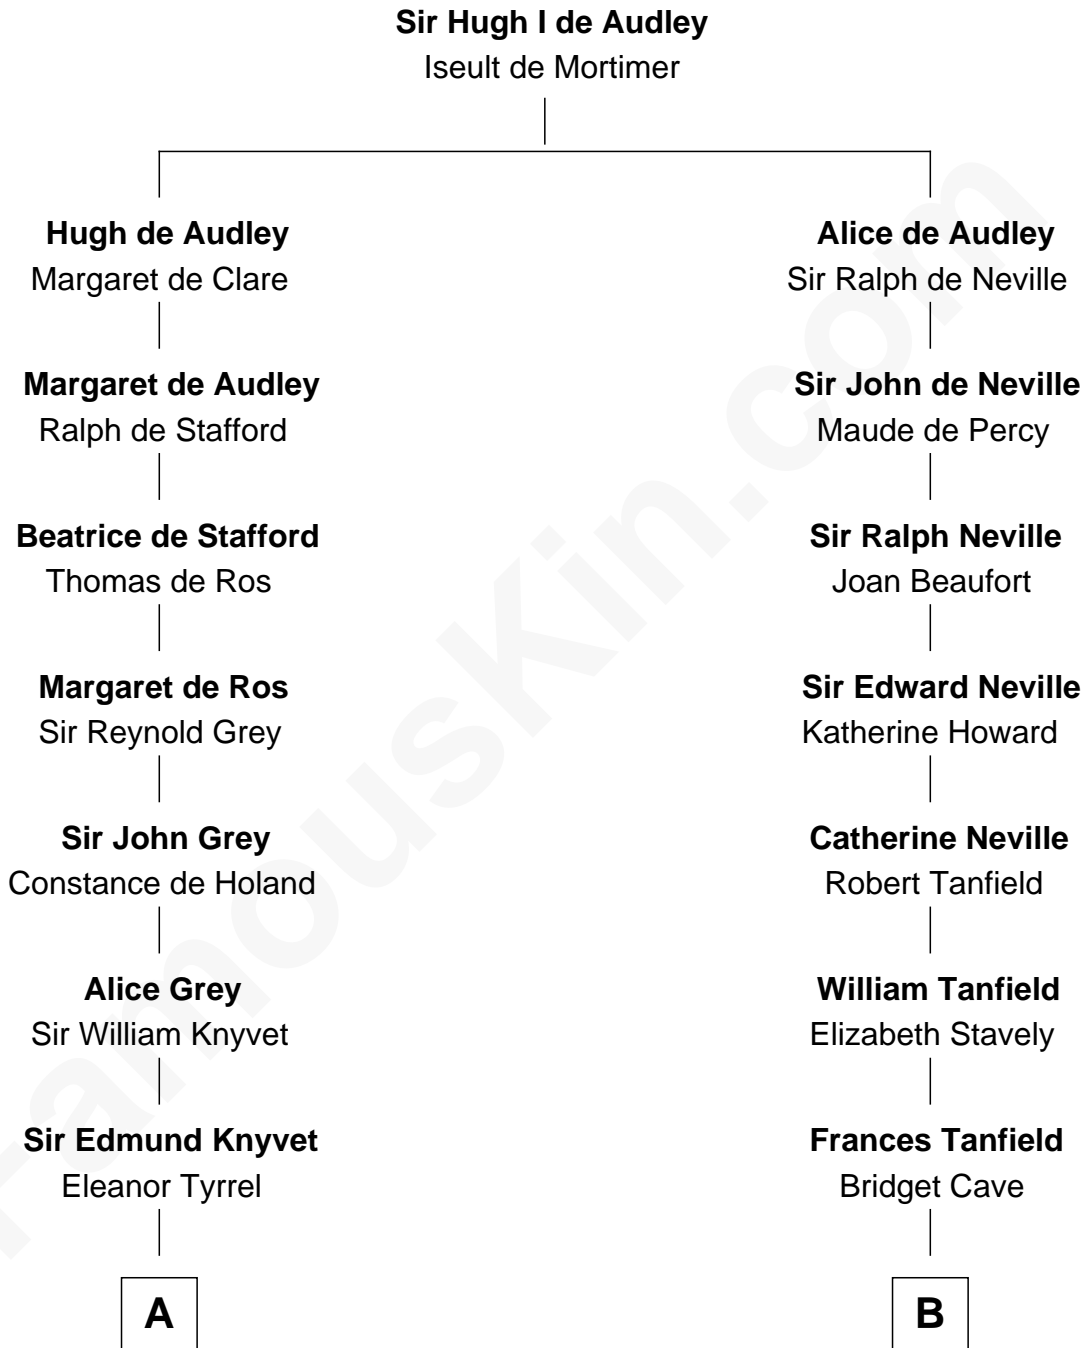 Sir Hugh I de Audley
Iseult de Mortimer
Hugh de Audley
Margaret de Clare
Margaret de Audley
Ralph de Stafford
Beatrice de Stafford
Thomas de Ros
Margaret de Ros
Sir Reynold Grey
Sir John Grey
Constance de Holand
Alice Grey
Sir William Knyvet
Sir Edmund Knyvet
Eleanor Tyrrel
A
Alice de Audley
Sir Ralph de Neville
Sir John de Neville
Maude de Percy
Sir Ralph Neville
Joan Beaufort
Sir Edward Neville
Katherine Howard
Catherine Neville
Robert Tanfield
William Tanfield
Elizabeth Stavely
Frances Tanfield
Bridget Cave
B
FamousKin.com